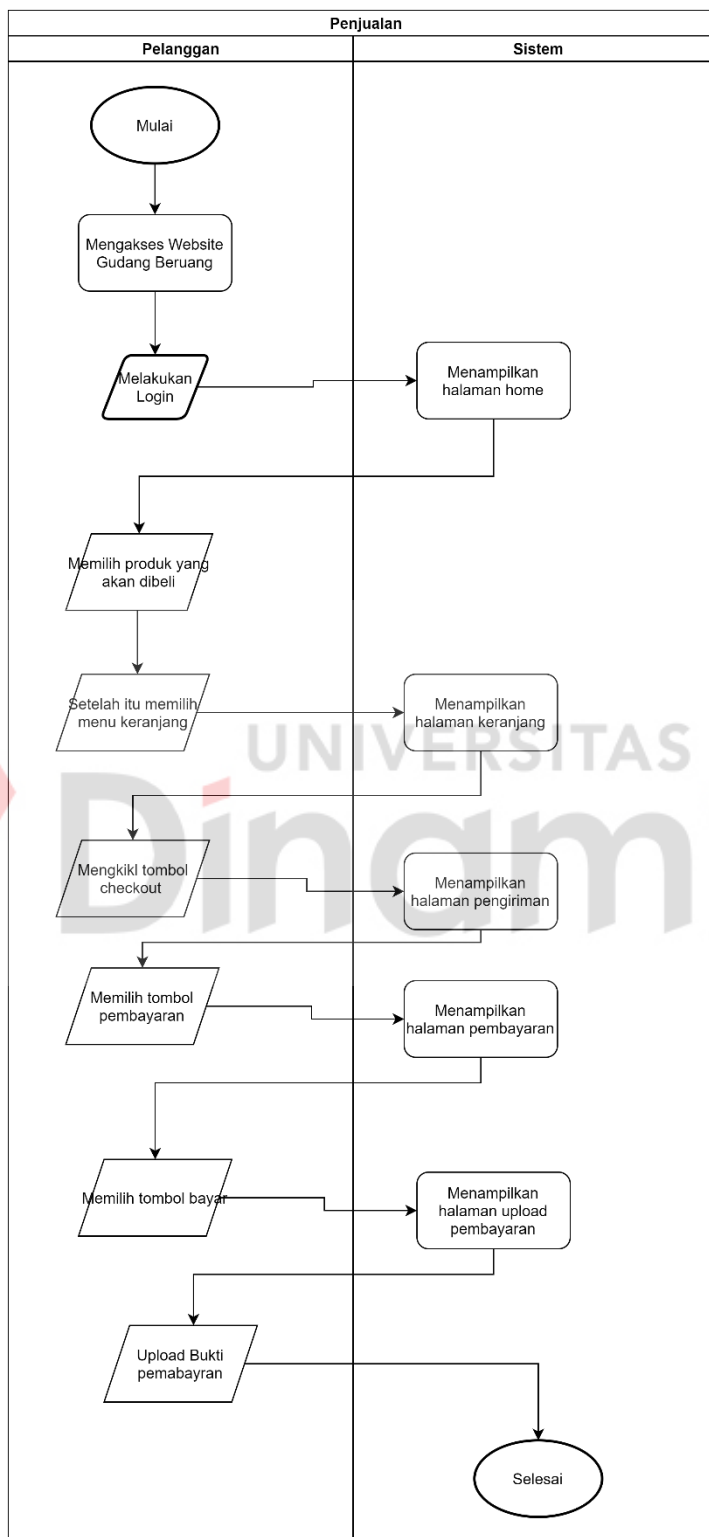 Penjualan
Pelanggan
Sistem
Mulai
Mengakses Website
Gudang Beruang
Melakukan
Login
Menampilkan
halaman home
Memilih produk yang
akan dibeli
Setelah itu memilih
menu keranjang
Menampilkan
halaman keranjang
UNIVERSITAS
Dinam
Mengkikl tombol
checkout
Menampilkan
halaman pengiriman
Memilih tombol
pembayaran
Menampilkan
halaman pembayaran
Memilih tombol bayar
Menampilkan
halaman upload
pembayaran
Upload Bukti
pemabayran
Selesai